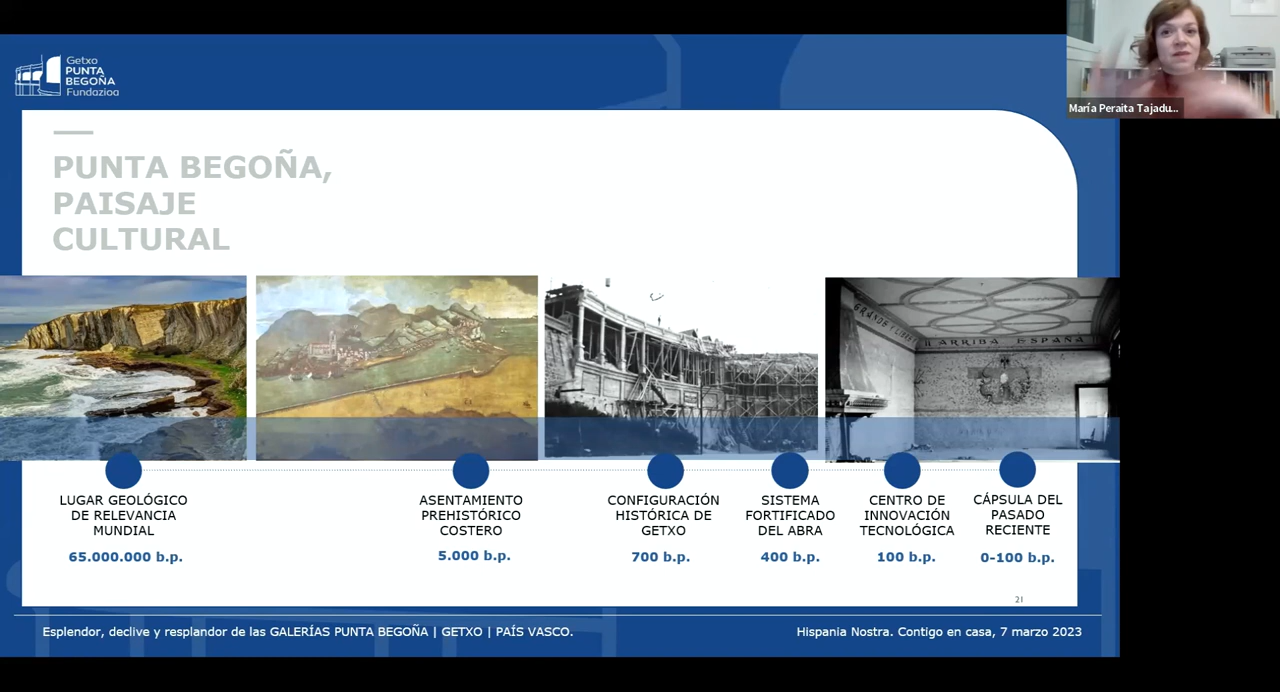 Getxo
PUNTA
BEGOÑA
Fundazioa
María Peraita Tajadu...
PUNTA BEGOÑA,
PAISAJE
CULTURAL
ARRIBA ESPAÑA
LUGAR GEOLÓGICO
DE RELEVANCIA
MUNDIAL
65.000.000 b.p.
ASENTAMIENTO
PREHISTÓRICO
COSTERO
5.000 b.p.
CONFIGURACIÓN
HISTÓRICA DE
GETXO
700 b.p.
SISTEMA
FORTIFICADO
DEL ABRA
400 b.p.
CENTRO DE
INNOVACIÓN
TECNOLÓGICA
100 b.p.
CÁPSULA DEL
PASADO
RECIENTE
0-100 b.p.
21
Esplendor, declive y resplandor de las GALERÍAS PUNTA BEGOÑA | GETXO | PAÍS VASCO.
Hispania Nostra. Contigo en casa, 7 marzo 2023